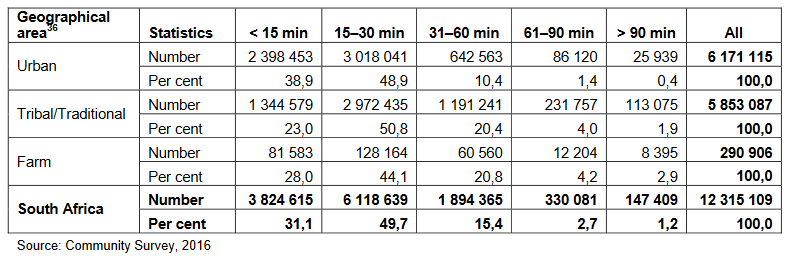 Geographical area36 Statistics < 15 min 15–30 min 31–60 min 61–90 min > 90 min All
Urban Number 2 398 453 3 018 041 642 563 86 120 25 939 6 171 115
Per cent 38,9 48,9 10,4 1,4 0,4 100,0
Tribal/Traditional Number 1 344 579 2 972 435 1 191 241 231 757 113 075 5 853 087
Per cent 23,0 50,8 20,4 4,0 1,9 100,0
Farm Number 81 583 128 164 60 560 12 204 8 395 290 906
Per cent 28,0 44,1 20,8 4,2 2,9 100,0
South Africa Number 3 824 615 6 118 639 1 894 365 330 081 147 409 12 315 109
Per cent 31,1 49,7 15,4 2,7 1,2 100,0
Source: Community Survey, 2016